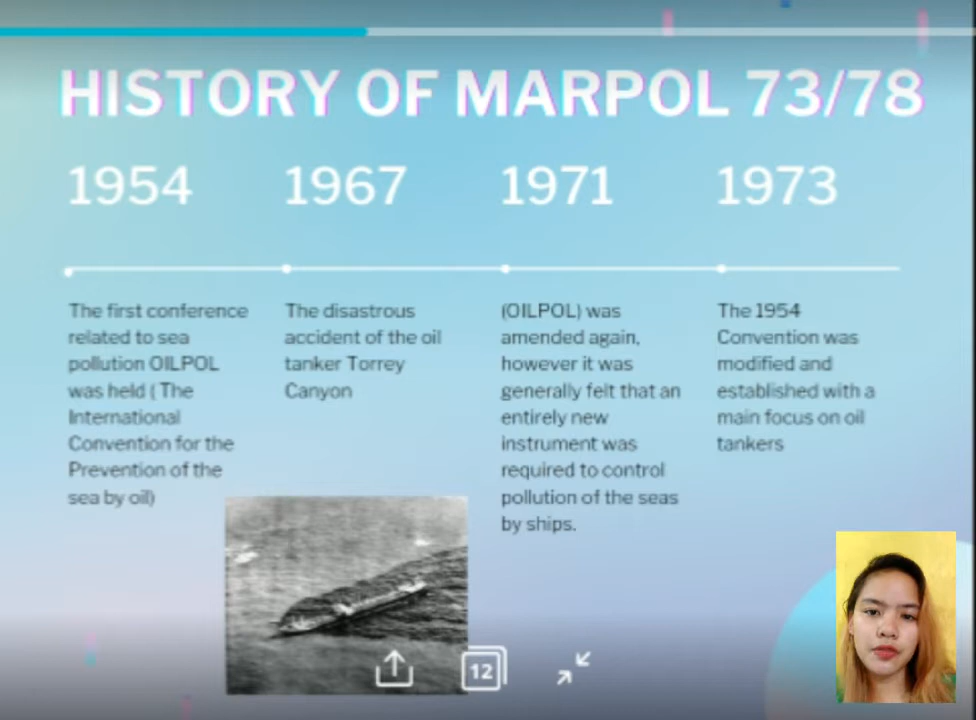 HISTORY OF MARPOL 73/78
1954
The first conference
related to sea
pollution OILPOL
was held ( The
International
Convention for the
Prevention of the
sea by oil)
1967
The disastrous
accident of the oil
tanker Torrey
Canyon
1971
(OILPOL) was
amended again,
however it was
generally felt that an
entirely new
instrument was
required to control
pollution of the seas
by ships.
1973
The 1954
Convention was
modified and
established with a
main focus on oil
tankers
12